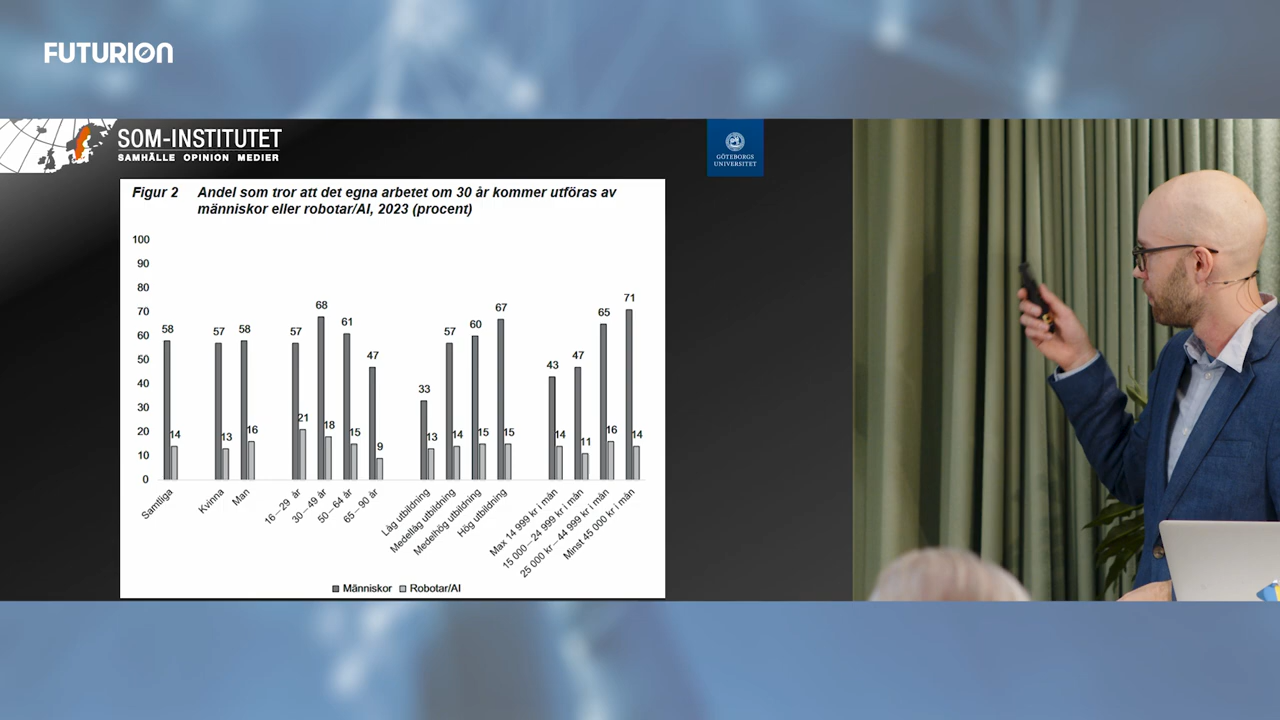 FUTURION
SOM-INSTITUTET
SAMHÄLLE OPINION MEDIER
GÖTEBORGS
UNIVERSITET
Figur 2 Andel som tror att det egna arbetet om 30 år kommer utföras av
människor eller robotar/AI, 2023 (procent)
100
90
80
70
60
50
40
30
20
10
0
58
14
57
13
58
16
57
21
68
18
61
15
47
9
33
13
57
14
60
15
67
15
43
14
47
11
65
16
71
14
Samtliga
Kvinna
Man
16 – 29 år
30 – 49 år
50 – 64 år
65 – 90 år
Låg utbildning
Medellåg utbildning
Medelhög utbildning
Hög utbildning
Max 14 999 kr i mån
15 000 – 24 999 kr i mån
25 000 kr – 44 999 kr i mån
Minst 45 000 kr i mån
Människor Robotar/AI